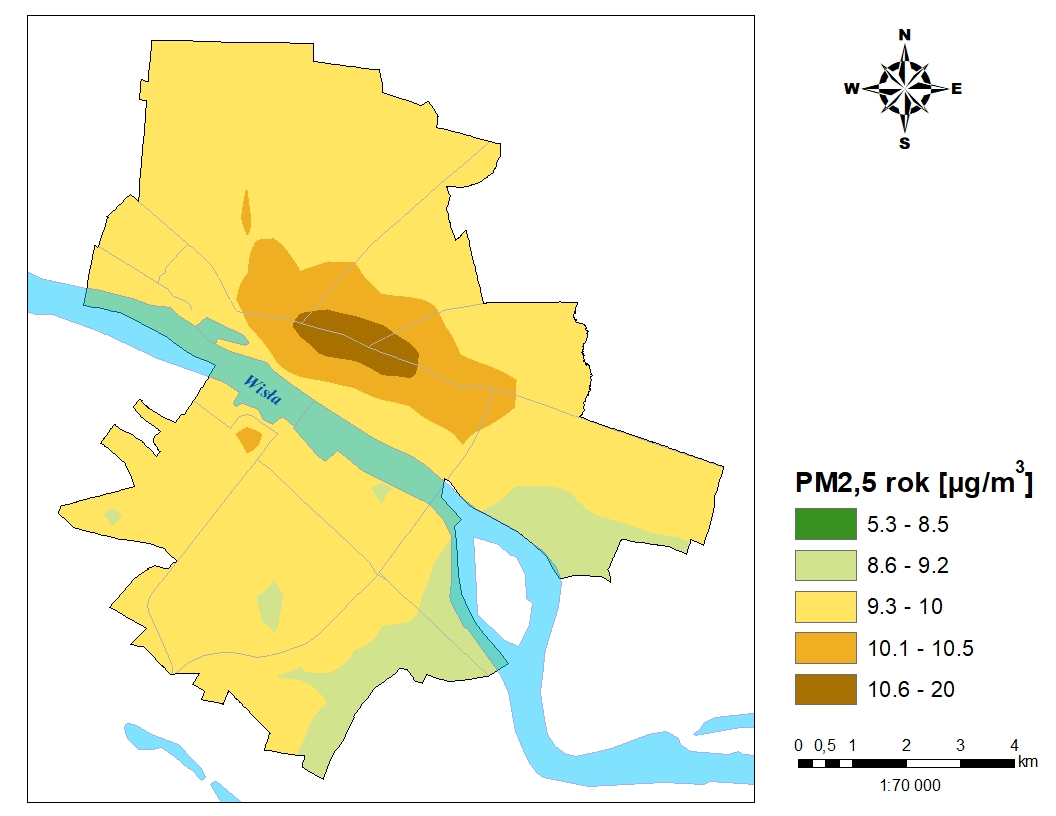 N
W E
S
Wisła
PM2,5 rok [µg/m³]
5.3 - 8.5
8.6 - 9.2
9.3 - 10
10.1 - 10.5
10.6 - 20
0 0,5 1 2 3 4
km
1:70 000